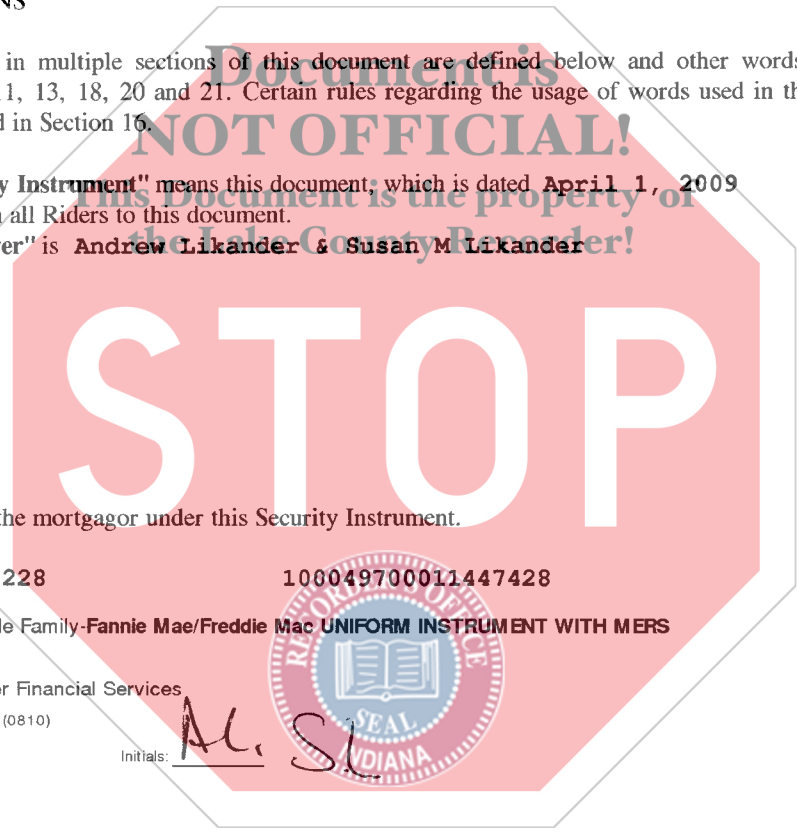 NS
in multiple sections of this document are defined below and other words
11, 13, 18, 20 and 21. Certain rules regarding the usage of words used in th
d in Section 16.
y Instrument" means this document, which is dated April 1, 2009
all Riders to this document.
er" is Andrew Likander & Susan M Likander
Document is
NOT OFFICIAL!
This Document is the property of
the Lake County Recorder!
STOP
the mortgagor under this Security Instrument.
228 100049700011447428
le Family-Fannie Mae/Freddie Mac UNIFORM INSTRUMENT WITH MERS
r Financial Services
(0810)
Initials: AL. SL
RECORDER'S OFFICE
SEAL
INDIANA